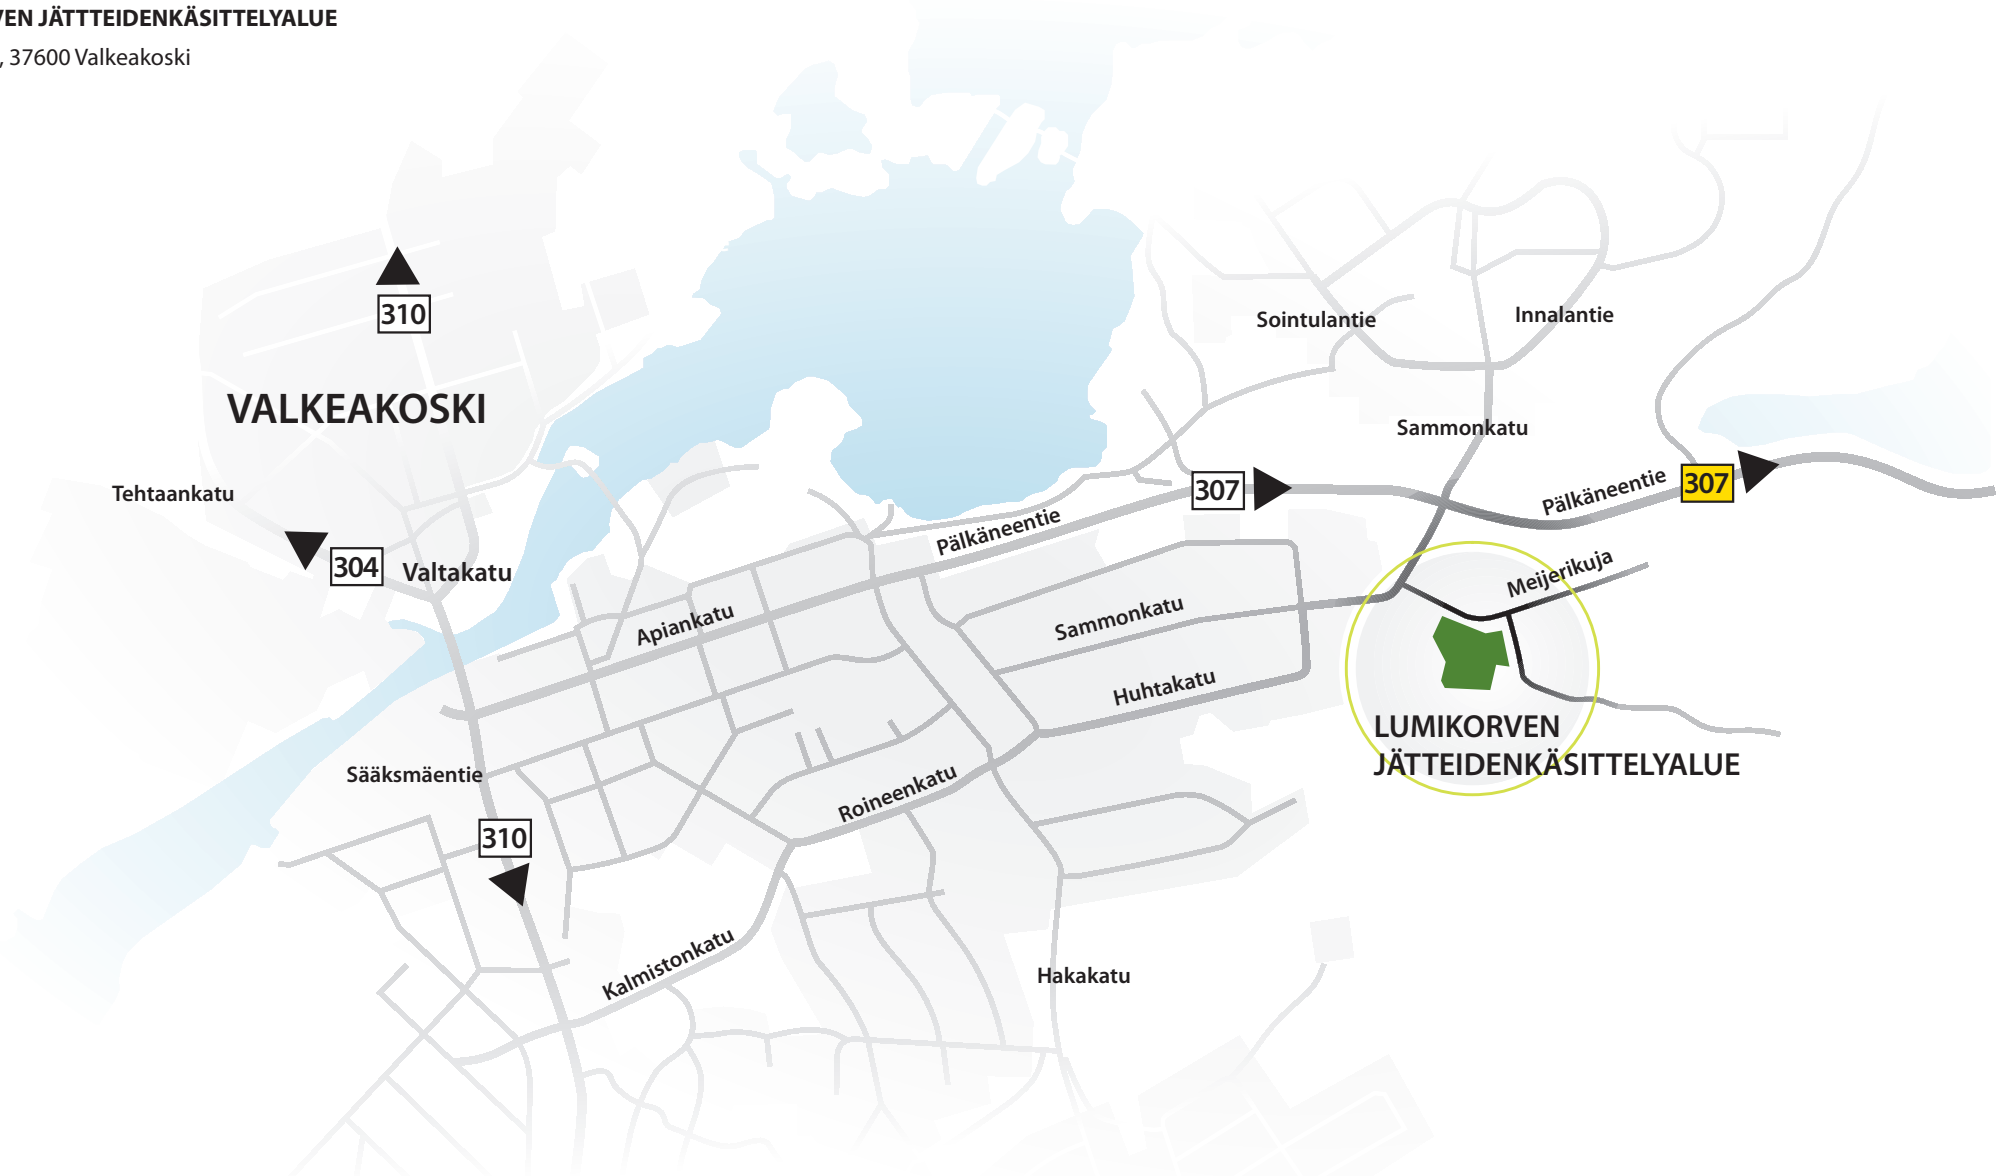 VEN JÄTTTEIDENKÄSITTELYALUE
, 37600 Valkeakoski
310
VALKEAKOSKI
Tehtaankatu
304
Valtakatu
Sointulantie
Innalantie
Sammonkatu
307
Pälkäneentie
307
Pälkäneentie
Meijerikuja
Apiankatu
Sammonkatu
Huhtakatu
LUMIKORVEN
JÄTTEIDENKÄSITTELYALUE
Sääksmäentie
310
Roineenkatu
Kalmistonkatu
Hakakatu